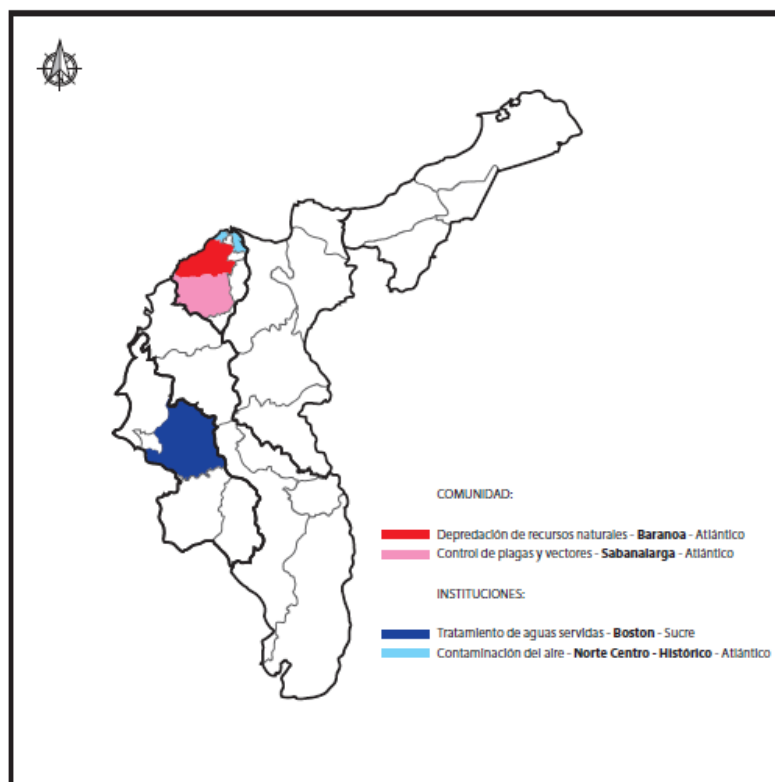 COMUNIDAD:
Depredación de recursos naturales - Baranoa - Atlántico
Control de plagas y vectores - Sabanalarga - Atlántico
INSTITUCIONES:
Tratamiento de aguas servidas - Boston - Sucre
Contaminación del aire - Norte Centro - Histórico - Atlántico